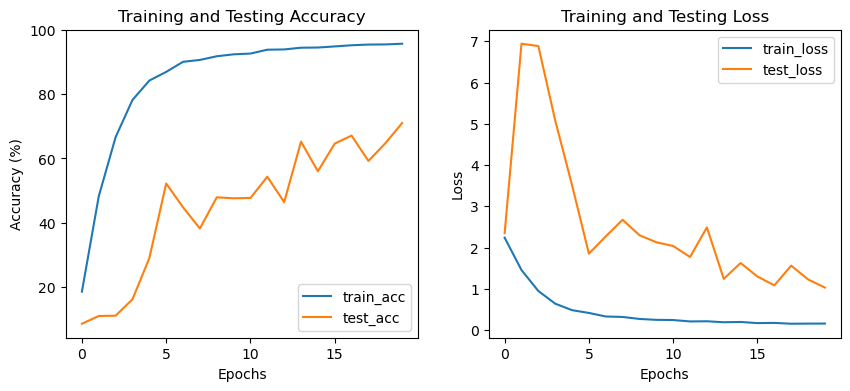 Training and Testing Accuracy
Accuracy (%)
100
80
60
40
20
train_acc
test_acc
0
5
10
15
Epochs
Training and Testing Loss
Loss
7
6
5
4
3
2
1
0
train_loss
test_loss
0
5
10
15
Epochs